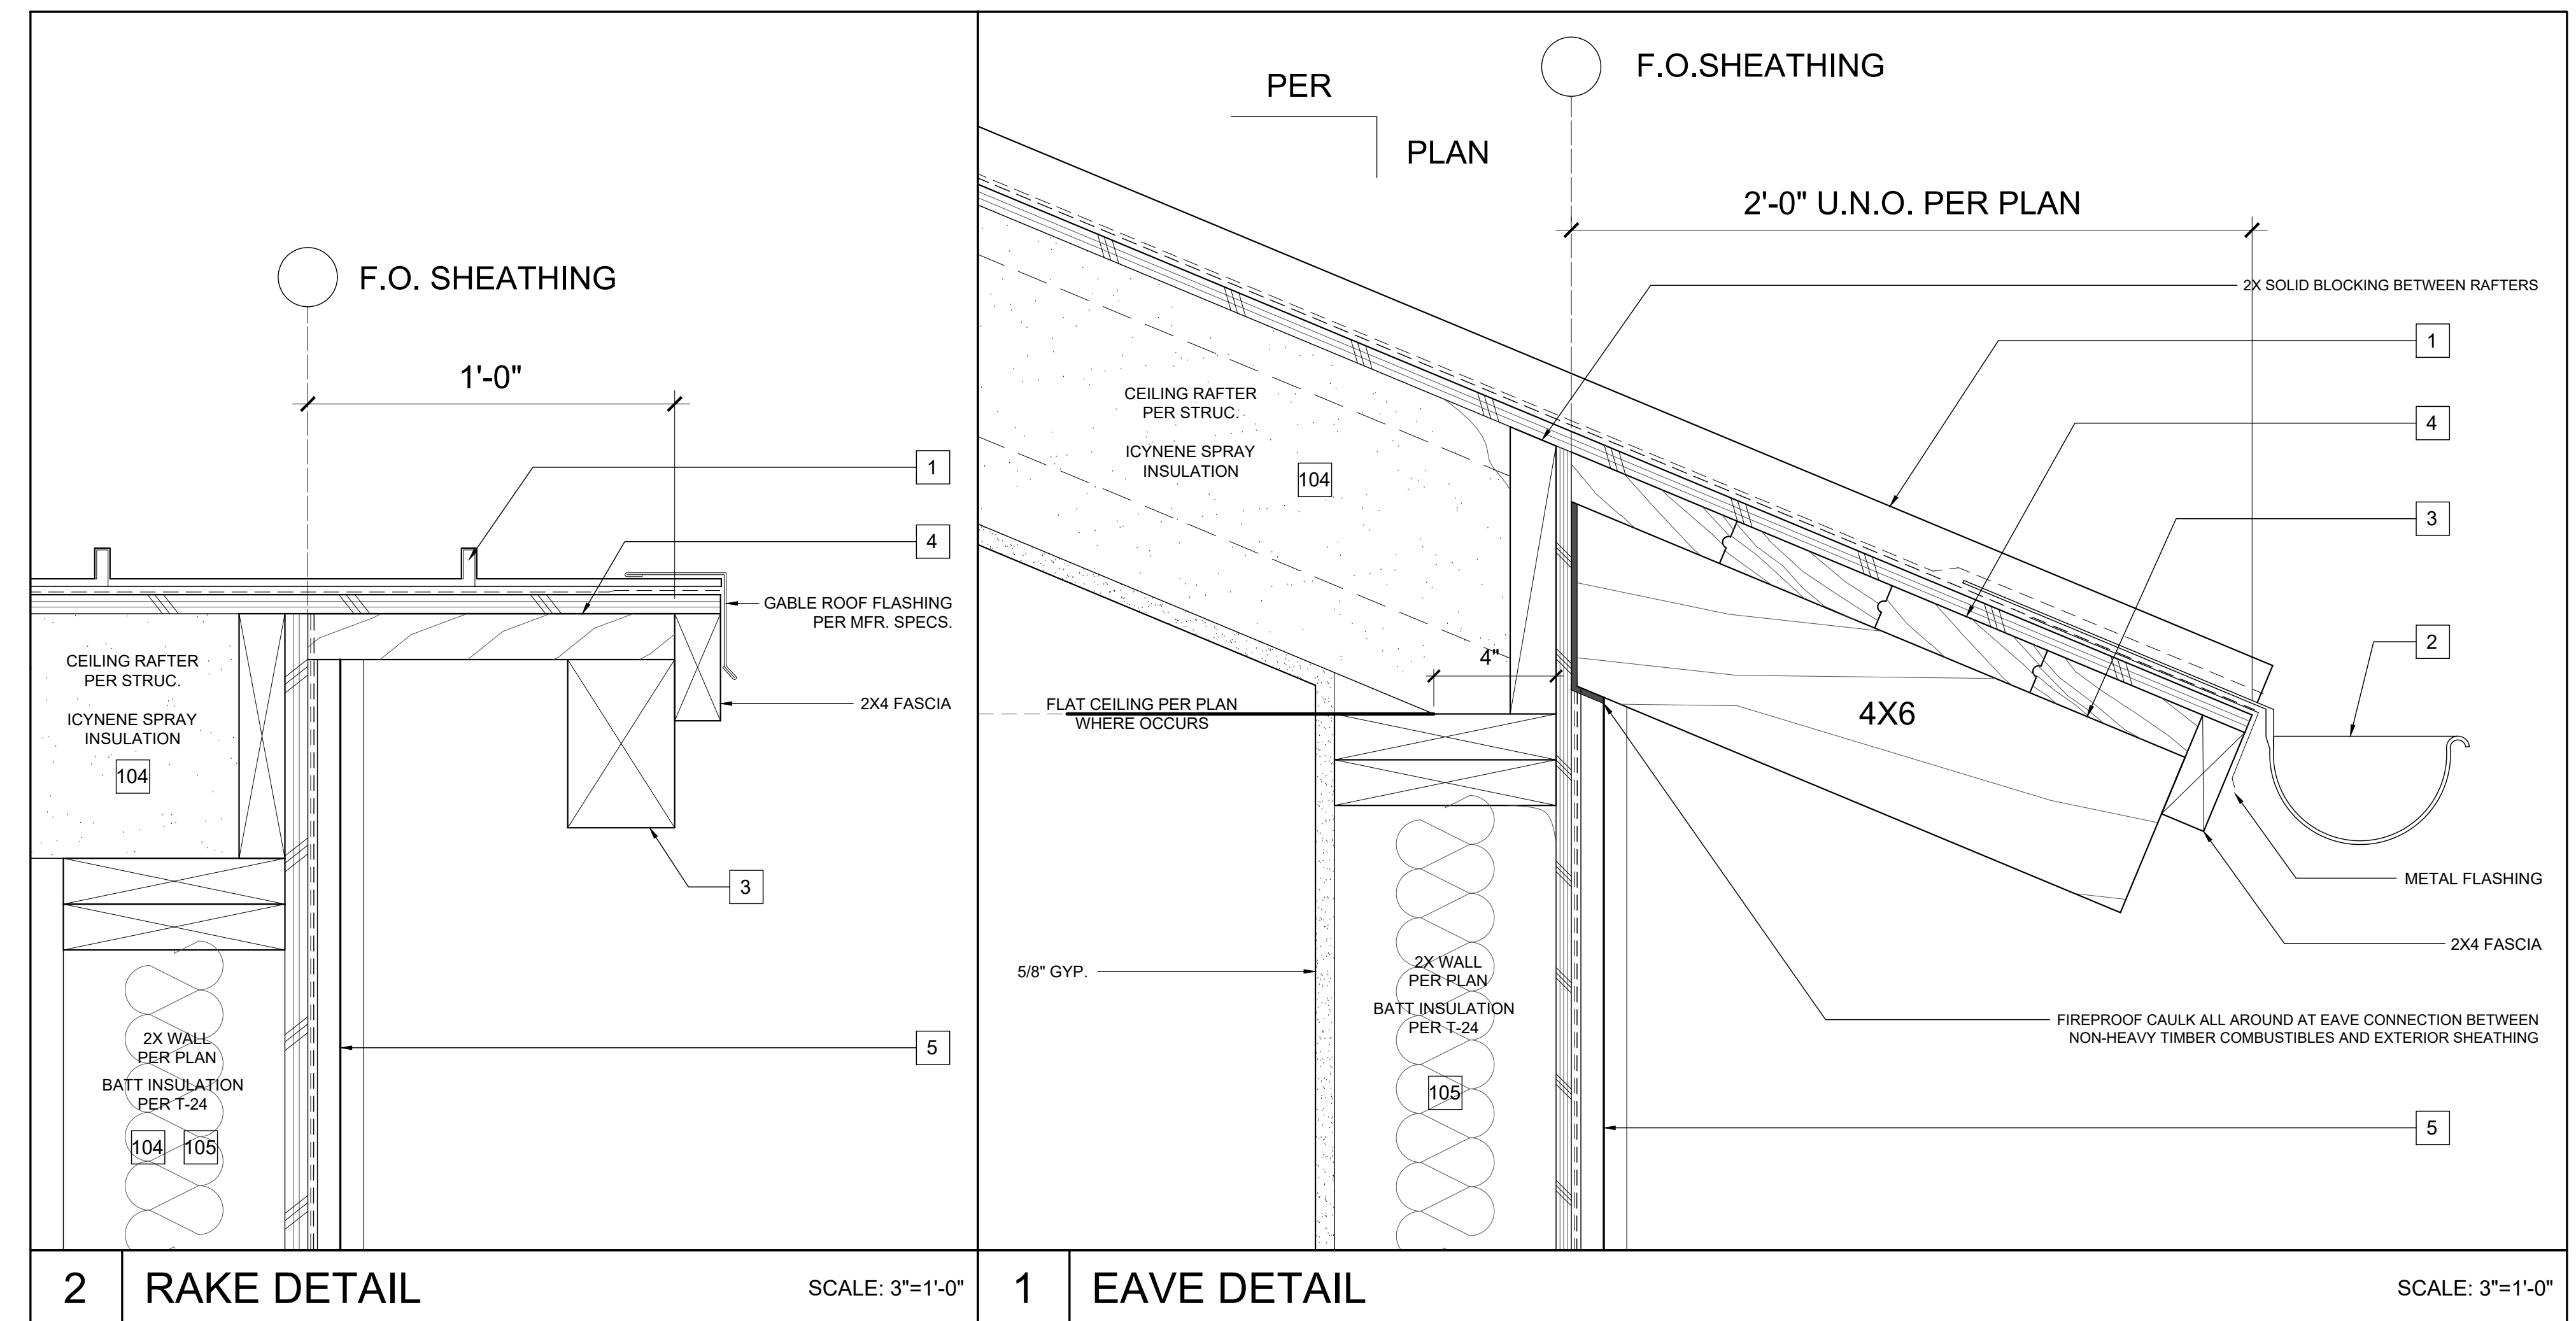 F.O. SHEATHING
1'-0"
1
4
GABLE ROOF FLASHING
PER MFR. SPECS.
CEILING RAFTER
PER STRUC.
ICYNENE SPRAY
INSULATION
104
2X4 FASCIA
3
2X WALL
PER PLAN
BATT INSULATION
PER T-24
104 105
5
2 RAKE DETAIL SCALE: 3"=1'-0"
PER
PLAN
F.O.SHEATHING
2'-0" U.N.O. PER PLAN
2X SOLID BLOCKING BETWEEN RAFTERS
1
4
3
2
CEILING RAFTER
PER STRUC.
ICYNENE SPRAY
INSULATION
104
4"
FLAT CEILING PER PLAN
WHERE OCCURS
4X6
METAL FLASHING
2X4 FASCIA
5/8" GYP.
2X WALL
PER PLAN
BATT INSULATION
PER T-24
105
FIREPROOF CAULK ALL AROUND AT EAVE CONNECTION BETWEEN
NON-HEAVY TIMBER COMBUSTIBLES AND EXTERIOR SHEATHING
5
1 EAVE DETAIL SCALE: 3"=1'-0"